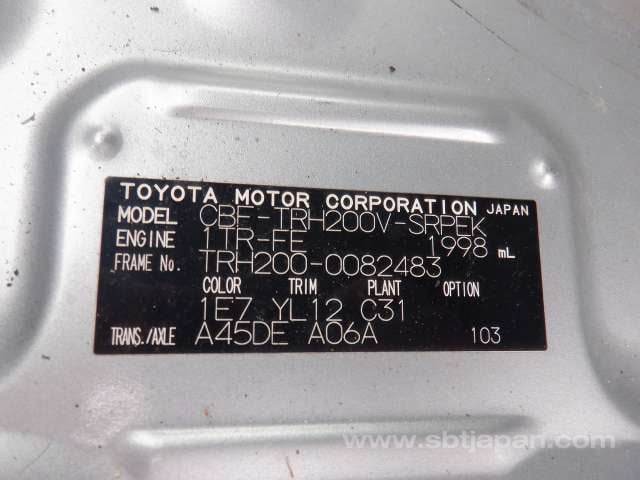 TOYOTA MOTOR CORPORATION JAPAN
MODEL CBF-TRH200V-SRPEK
ENGINE 1TR-FE 1998 mL
FRAME No. TRH200-0082483
COLOR TRIM PLANT OPTION
1E7 YL12 C31
TRANS./AXLE A45DE A06A 103
www.sbtjapan.com